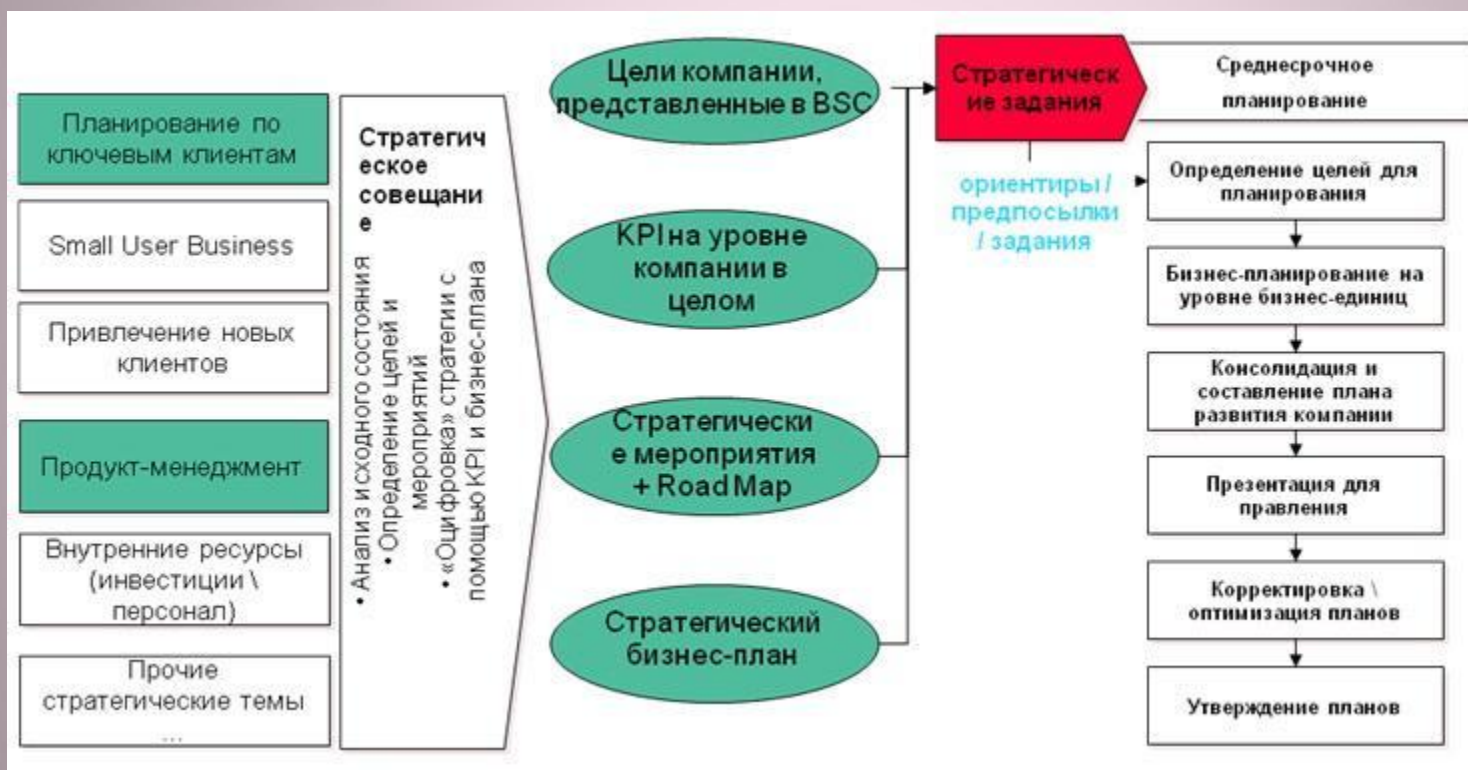 Планирование по
ключевым клиентам
Small User Business
Привлечение новых
клиентов
Продукт-менеджмент
Внутренние ресурсы
(инвестиции \
персонал)
Прочие
стратегические темы
...
Стратегич
еское
совещани
е
• Анализ исходного состояния
• Определение целей и
мероприятий
• «Оцифровка» стратегии с
помощью KPI и бизнес-плана
Цели компании,
представленные в BSC
KPI на уровне
компании в
целом
Стратегически
е мероприятия
+ Road Map
Стратегический
бизнес-план
Стратегическ
ие задания
ориентиры /
предпосылки
/ задания
Среднесрочное
планирование
Определение целей для
планирования
Бизнес-планирование на
уровне бизнес-единиц
Консолидация и
составление плана
развития компании
Презентация для
правления
Корректировка \
оптимизация планов
Утверждение планов